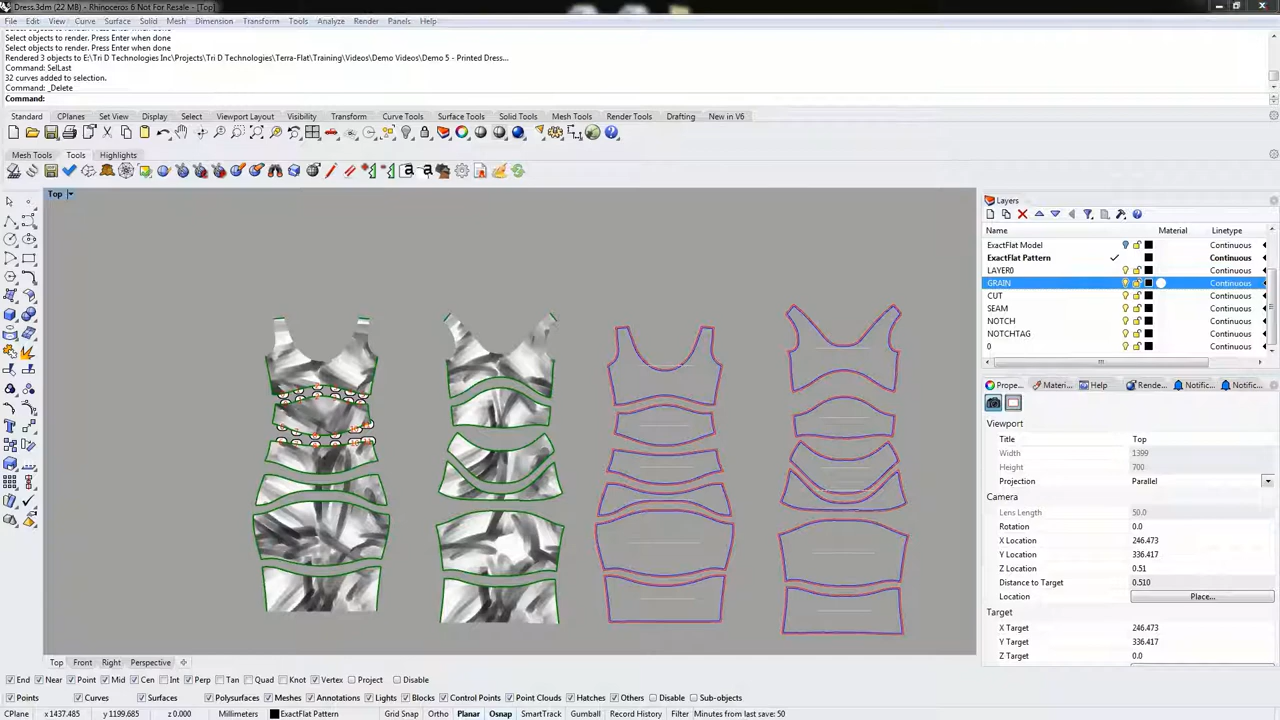 Dress.3dm (22 MB) - Rhinoceros 6 Not For Resale - [Top]
File Edit View Curve Surface Solid Mesh Dimension Transform Tools Analyze Render Panels Help
Select objects to render. Press Enter when done
Select objects to render. Press Enter when done
Rendered 3 objects to E:\Tri D Technologies Inc\Projects\Tri D Technologies\Terra-Flat\Training\Videos\Demo Videos\Demo 5 - Printed Dress...
Command: SelLast
32 curves added to selection.
Command: _Delete
Command:
Standard CPlanes Set View Display Select Viewport Layout Visibility Transform Curve Tools Surface Tools Solid Tools Mesh Tools Render Tools Drafting New in V6
Mesh Tools Tools Highlights
Top
Layers
Name Material Linetype
ExactFlat Model Continuous
ExactFlat Pattern Continuous
LAYER0 Continuous
GRAIN Continuous
CUT Continuous
SEAM Continuous
NOTCH Continuous
NOTCHTAG Continuous
0 Continuous
Prope... Materi... Help Rende... Notific... Notific...
Viewport
Title Top
Width 1399
Height 700
Projection Parallel
Camera
Lens Length 50.0
Rotation 0.0
X Location 246.473
Y Location 336.417
Z Location 0.51
Distance to Target 0.510
Location Place...
Target
X Target 246.473
Y Target 336.417
Z Target 0.0
Top Front Right Perspective
End Near Point Mid Cen Int Perp Tan Quad Knot Vertex Project Disable
Points Curves Surfaces Polysurfaces Meshes Annotations Lights Blocks Control Points Point Clouds Hatches Others Disable Sub-objects
CPlane x 1437.485 y 1199.685 z 0.000 Millimeters ExactFlat Pattern Grid Snap Ortho Planar Osnap SmartTrack Gumball Record History Filter Minutes from last save: 50